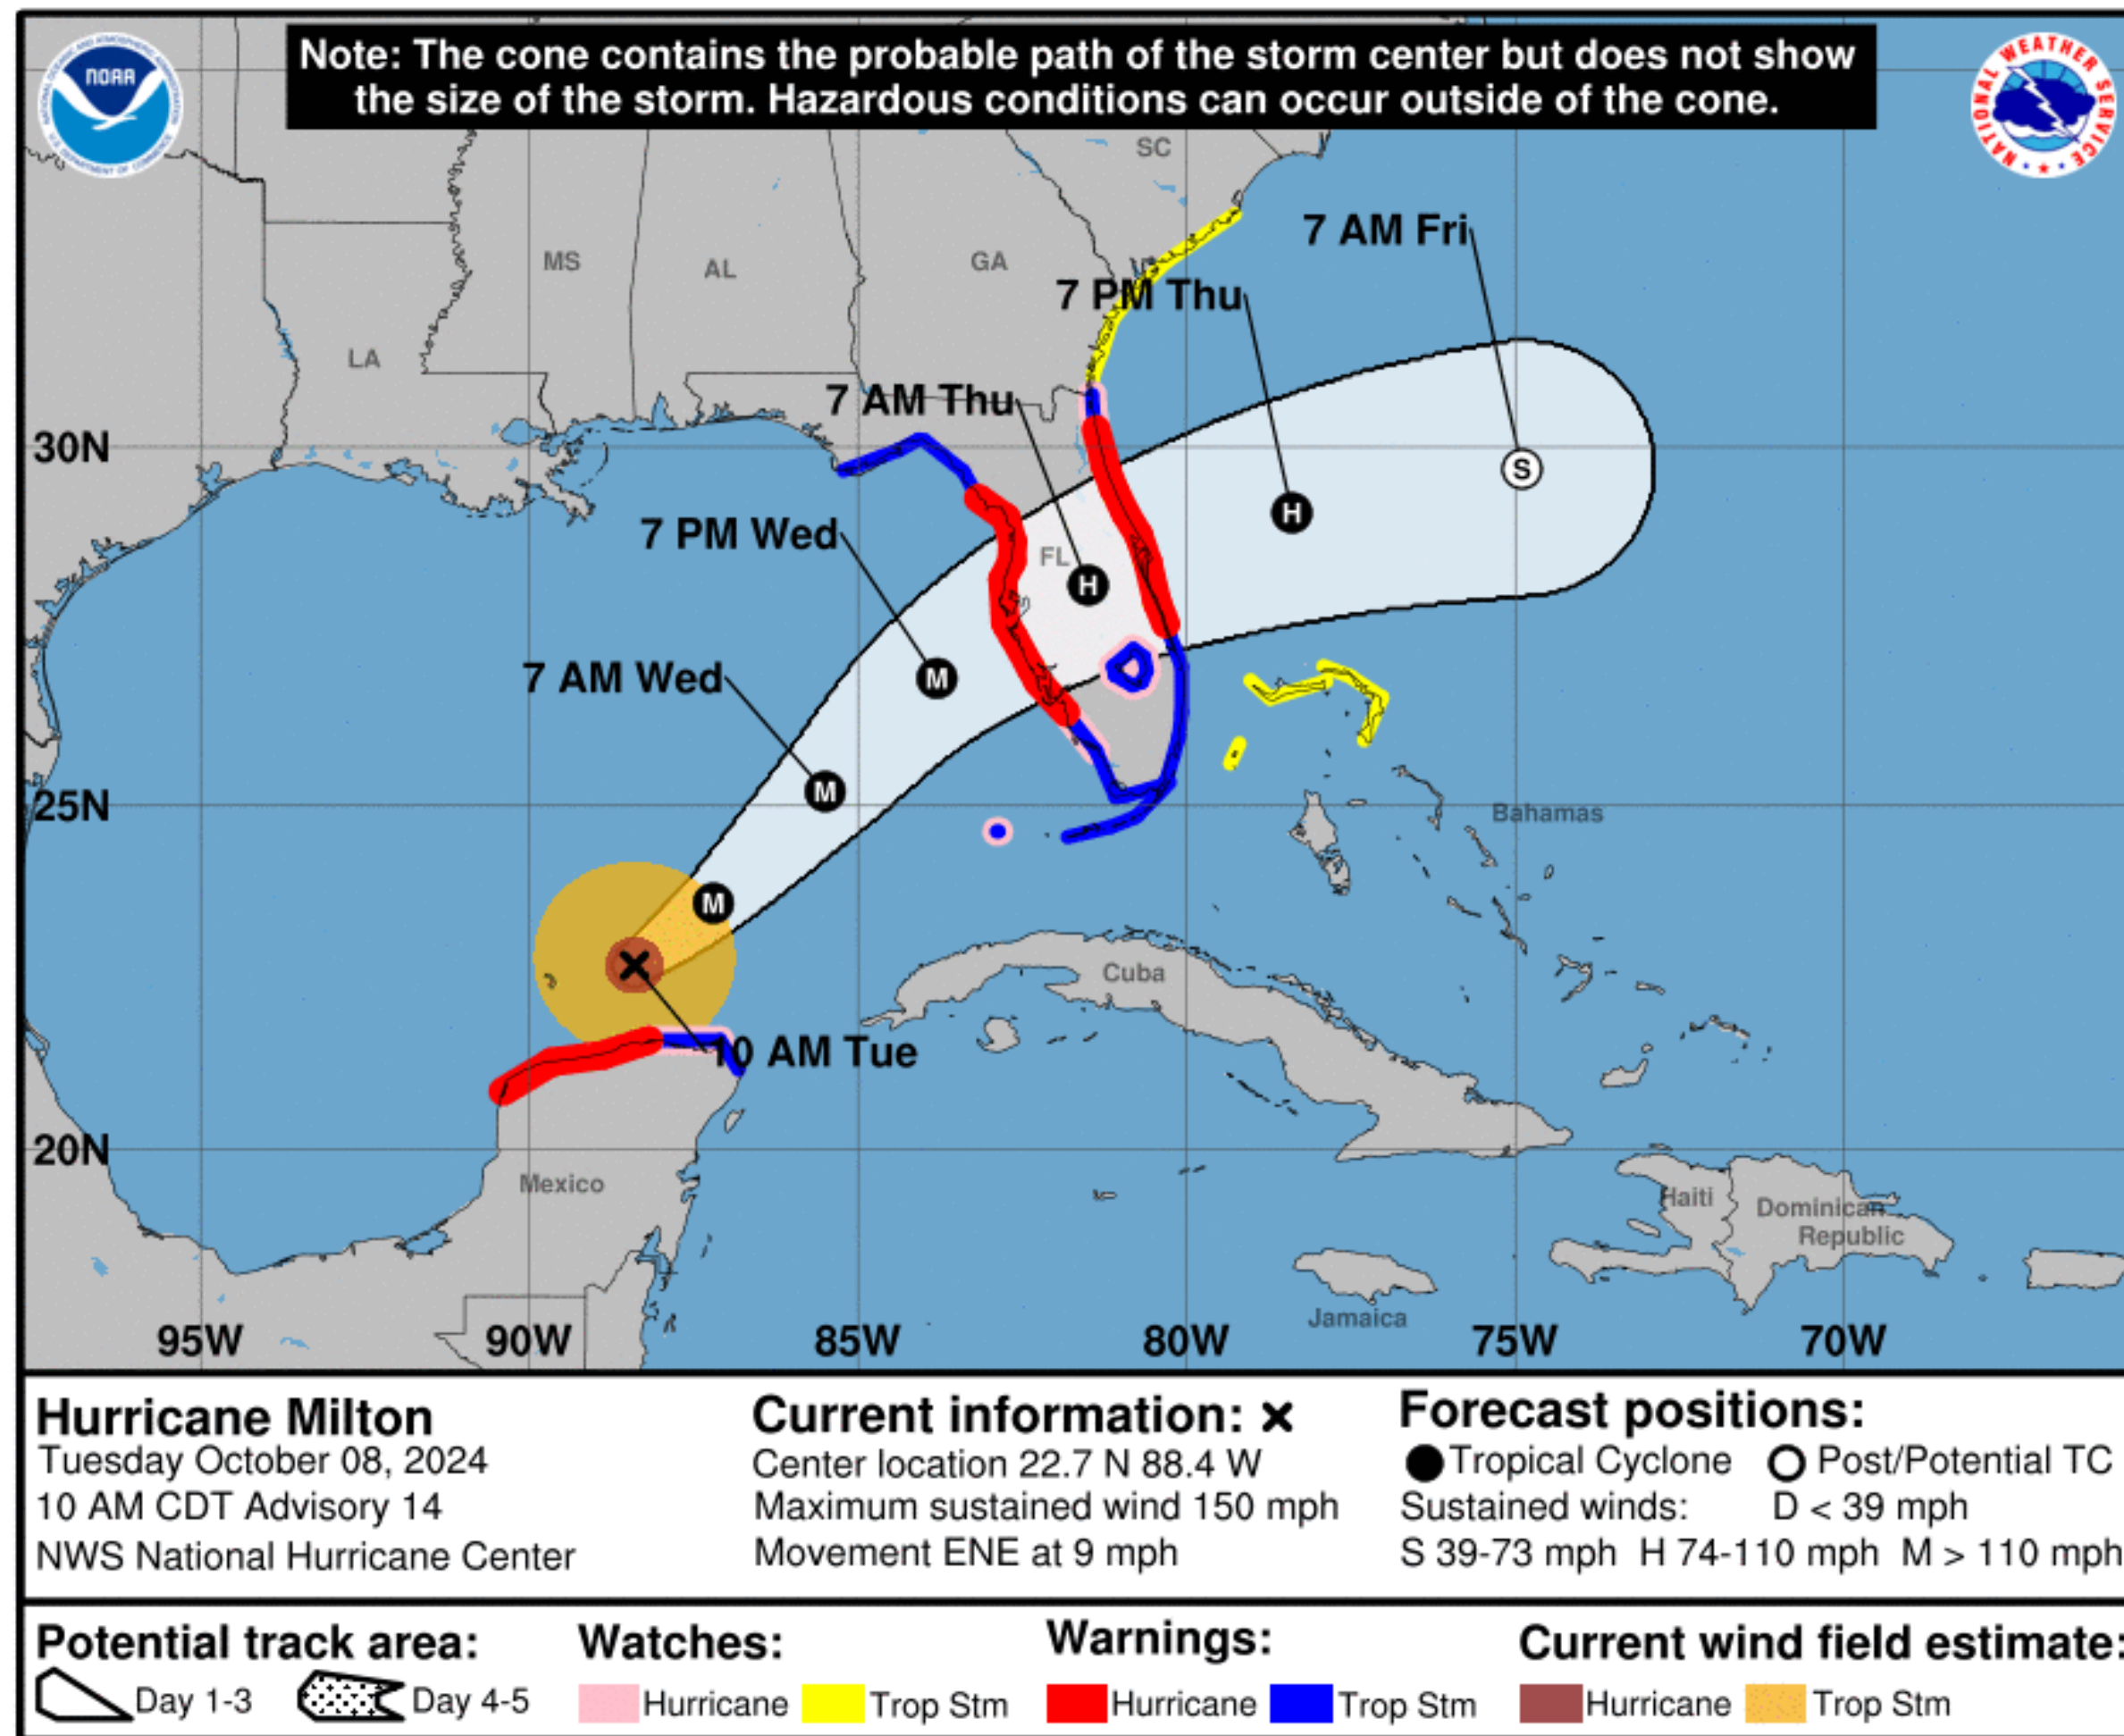 Note: The cone contains the probable path of the storm center but does not show
the size of the storm. Hazardous conditions can occur outside of the cone.
NOAA
NATIONAL WEATHER SERVICE
SC
7 AM Fri
MS
AL
GA
7 PM Thu
LA
7 AM Thu
30N
S
H
7 PM Wed
FL
H
7 AM Wed
M
M
25N
Bahamas
M
Cuba
10 AM Tue
20N
Mexico
Haiti
Dominican
Republic
Jamaica
95W 90W 85W 80W 75W 70W
Hurricane Milton
Tuesday October 08, 2024
10 AM CDT Advisory 14
NWS National Hurricane Center
Current information: x
Center location 22.7 N 88.4 W
Maximum sustained wind 150 mph
Movement ENE at 9 mph
Forecast positions:
Tropical Cyclone Post/Potential TC
Sustained winds: D < 39 mph
S 39-73 mph H 74-110 mph M > 110 mph
Potential track area:
Day 1-3 Day 4-5
Watches:
Hurricane Trop Stm
Warnings:
Hurricane Trop Stm
Current wind field estimate:
Hurricane Trop Stm